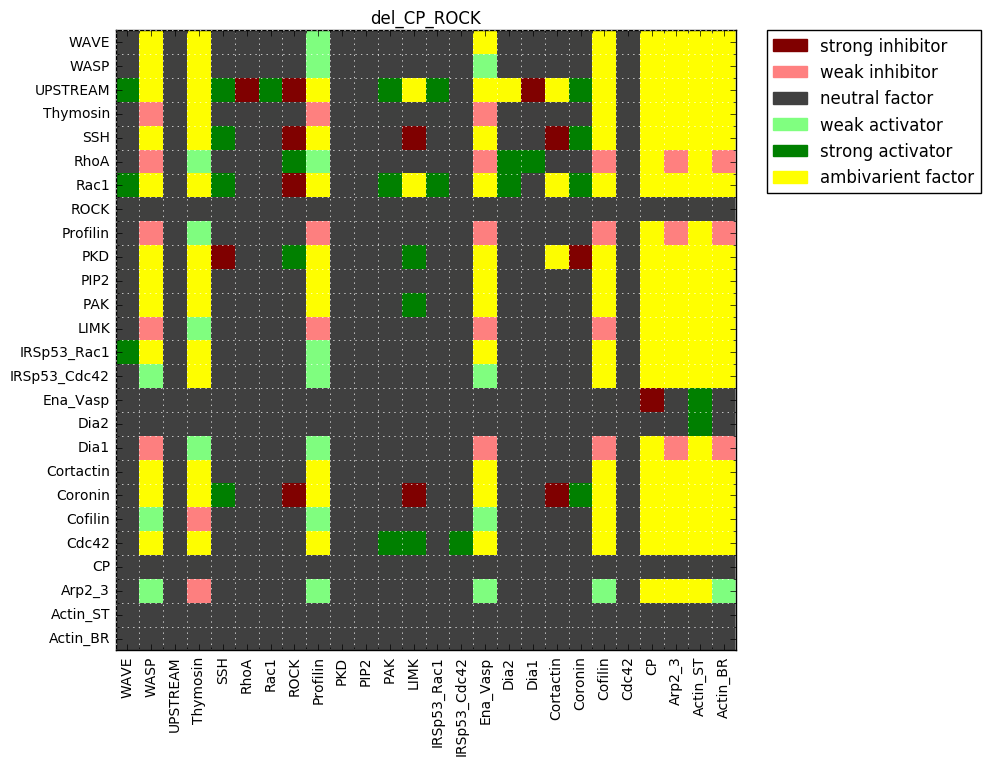 del_CP_ROCK
strong inhibitor
weak inhibitor
neutral factor
weak activator
strong activator
ambivarient factor
WAVE
WASP
UPSTREAM
Thymosin
SSH
RhoA
Rac1
ROCK
Profilin
PKD
PIP2
PAK
LIMK
IRSp53_Rac1
IRSp53_Cdc42
Ena_Vasp
Dia2
Dia1
Cortactin
Coronin
Cofilin
Cdc42
CP
Arp2_3
Actin_ST
Actin_BR
WAVE
WASP
UPSTREAM
Thymosin
SSH
RhoA
Rac1
ROCK
Profilin
PKD
PIP2
PAK
LIMK
IRSp53_Rac1
IRSp53_Cdc42
Ena_Vasp
Dia2
Dia1
Cortactin
Coronin
Cofilin
Cdc42
CP
Arp2_3
Actin_ST
Actin_BR